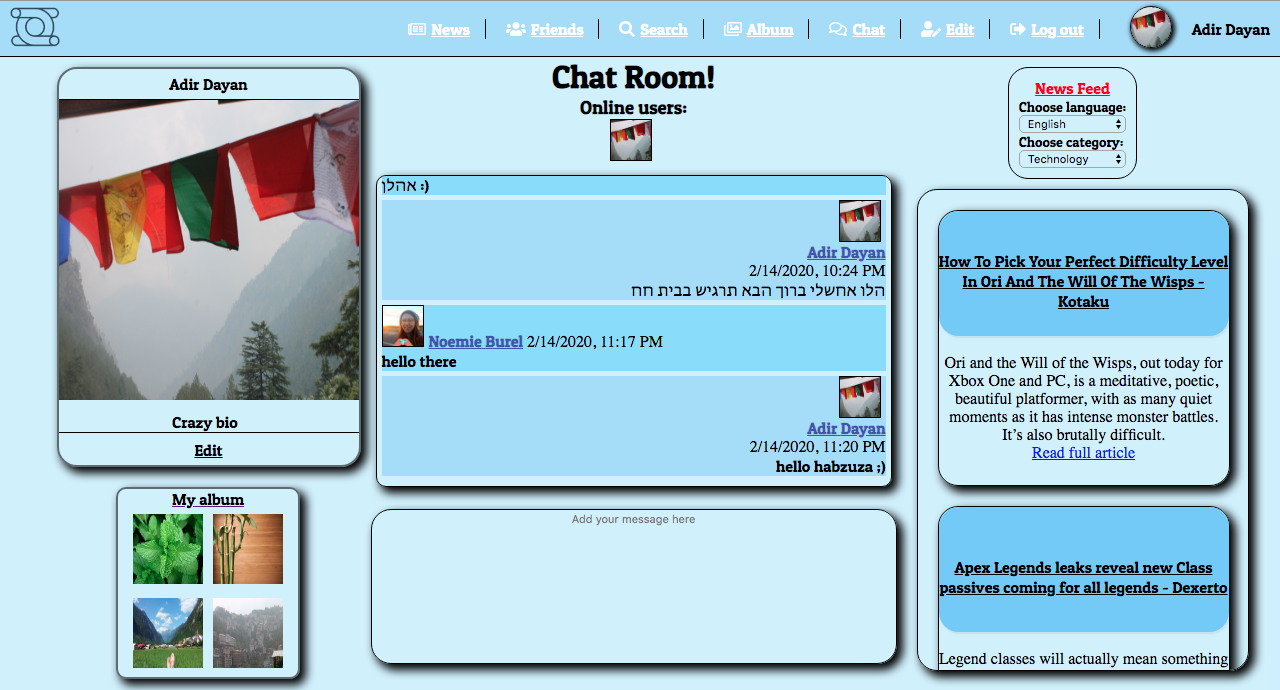 News
Friends
Search
Album
Chat
Edit
Log out
Adir Dayan
Adir Dayan
Crazy bio
Edit
My album
Chat Room!
Online users:
אהלן :)
Adir Dayan
2/14/2020, 10:24 PM
הלו אחשלי ברוך הבא תרגיש בבית חח
Noemie Burel 2/14/2020, 11:17 PM
hello there
Adir Dayan
2/14/2020, 11:20 PM
hello habzuza ;)
Add your message here
News Feed
Choose language:
English
Choose category:
Technology
How To Pick Your Perfect Difficulty Level
In Ori And The Will Of The Wisps -
Kotaku
Ori and the Will of the Wisps, out today for
Xbox One and PC, is a meditative, poetic,
beautiful platformer, with as many quiet
moments as it has intense monster battles.
It’s also brutally difficult.
Read full article
Apex Legends leaks reveal new Class
passives coming for all legends - Dexerto
Legend classes will actually mean something